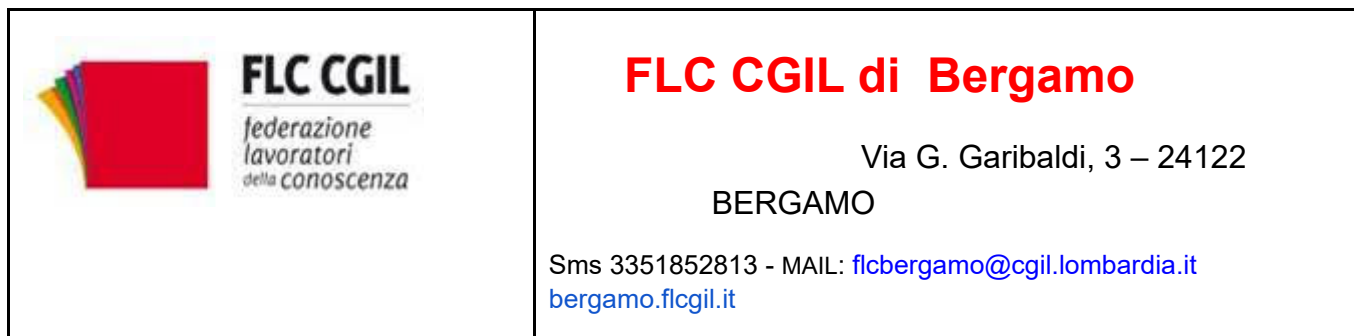 FLC CGIL
federazione
lavoratori
della conoscenza
FLC CGIL di Bergamo
Via G. Garibaldi, 3 – 24122
BERGAMO
Sms 3351852813 - MAIL: flcbergamo@cgil.lombardia.it
bergamo.flcgil.it